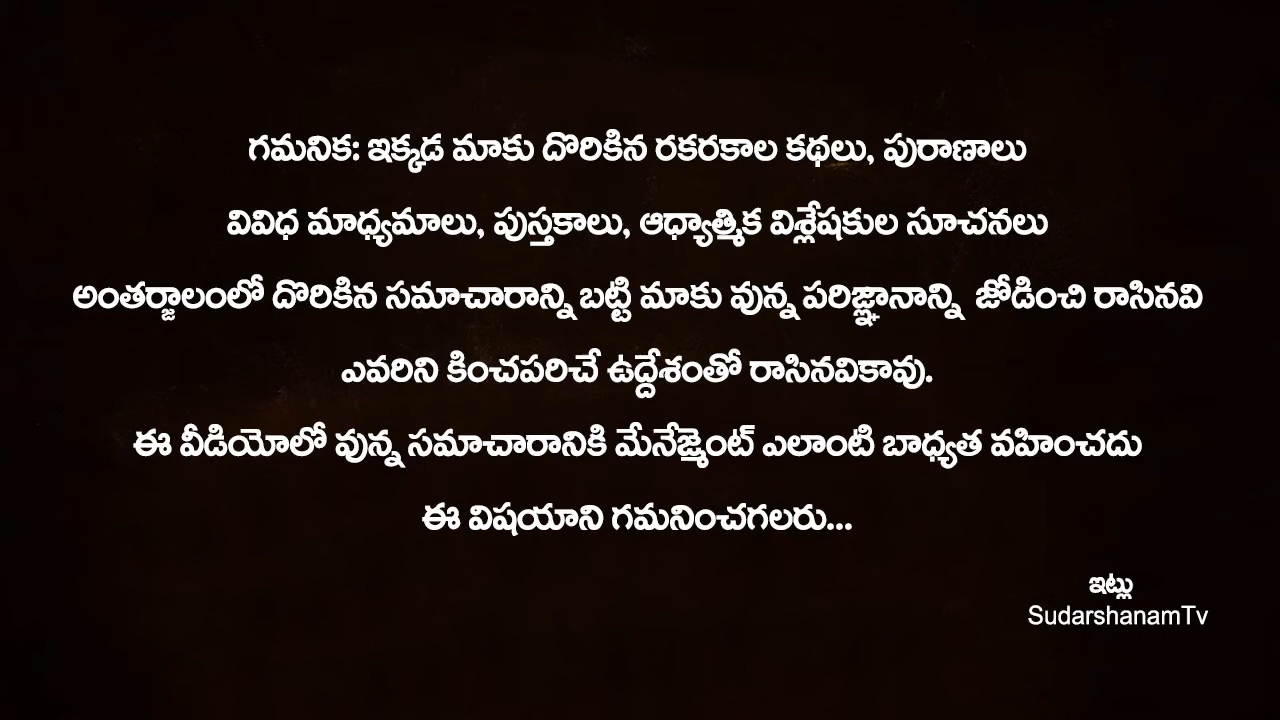 గమనిక: ఇక్కడ మాకు దొరికిన రకరకాల కథలు, పురాణాలు
వివిధ మాధ్యమాలు, పుస్తకాలు, ఆధ్యాత్మిక విశ్లేషకుల సూచనలు
అంతర్జాలంలో దొరికిన సమాచారాన్ని బట్టి మాకు వున్న పరిజ్ఞానాన్ని జోడించి రాసినవి
ఎవరిని కించపరిచే ఉద్దేశంతో రాసినవికావు.
ఈ వీడియోలో వున్న సమాచారానికి మేనేజ్మెంట్ ఎలాంటి బాధ్యత వహించదు
ఈ విషయాని గమనించగలరు...
ఇట్లు
SudarshanamTv